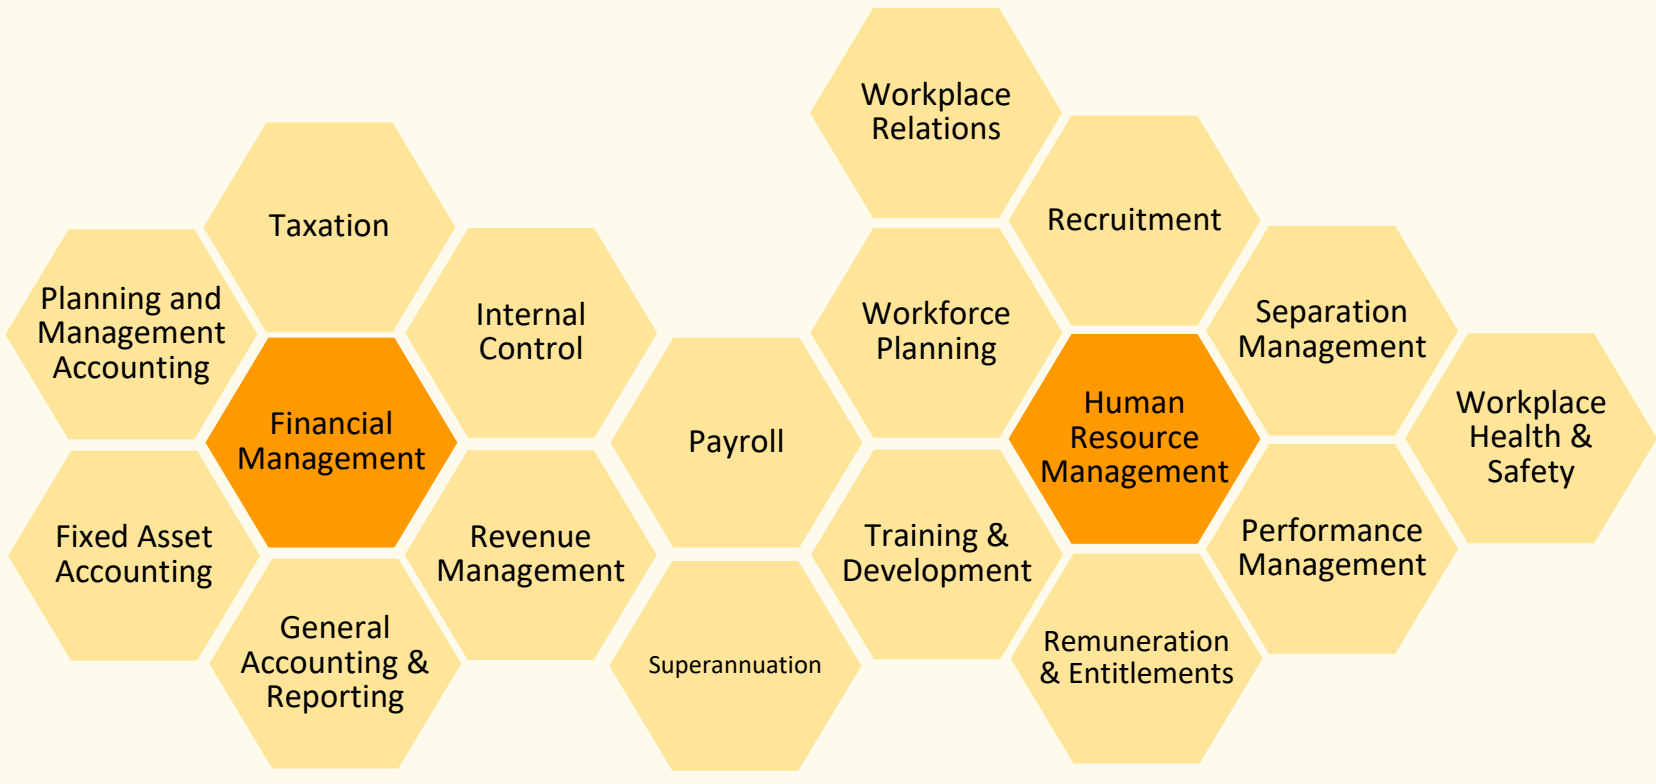 Workplace
Relations
Taxation
Recruitment
Planning and
Management
Accounting
Internal
Control
Workforce
Planning
Separation
Management
Financial
Management
Payroll
Human
Resource
Management
Workplace
Health &
Safety
Fixed Asset
Accounting
Revenue
Management
Training &
Development
Performance
Management
General
Accounting &
Reporting
Superannuation
Remuneration
& Entitlements